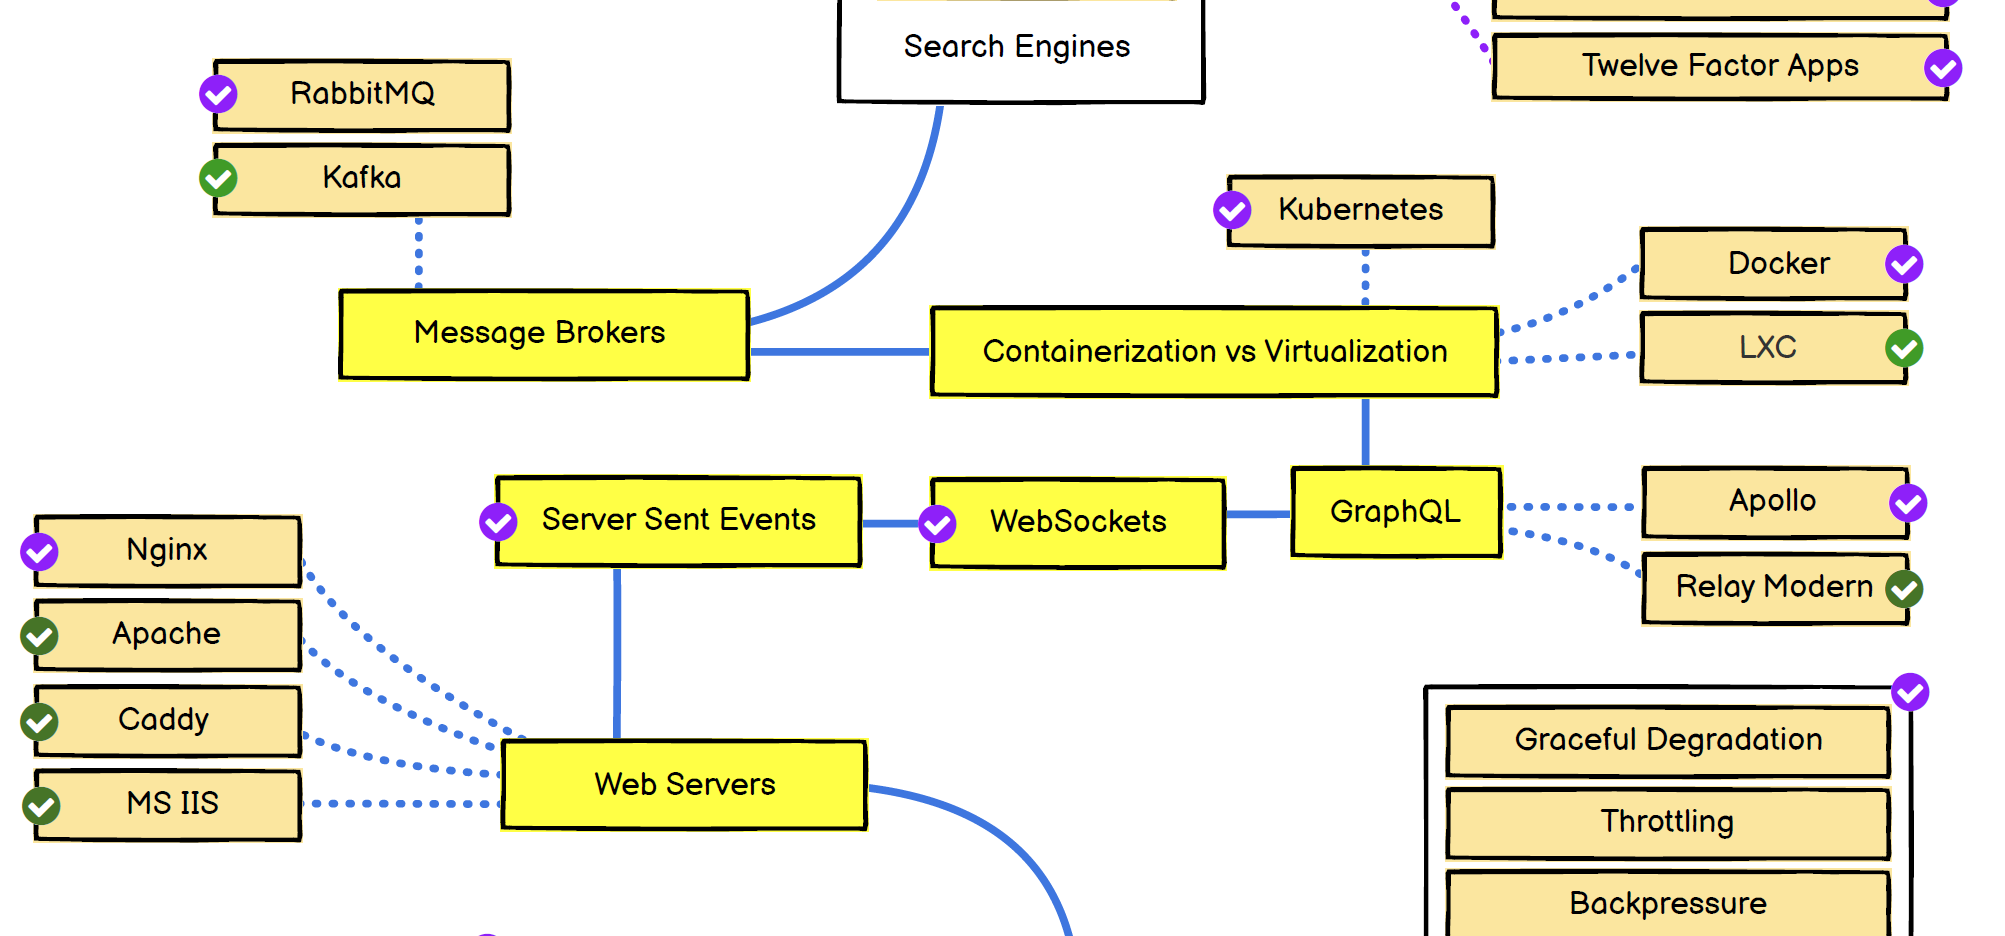 Search Engines
Twelve Factor Apps
RabbitMQ
Kafka
Kubernetes
Docker
LXC
Message Brokers
Containerization vs Virtualization
Server Sent Events
WebSockets
GraphQL
Apollo
Relay Modern
Nginx
Apache
Caddy
MS IIS
Web Servers
Graceful Degradation
Throttling
Backpressure